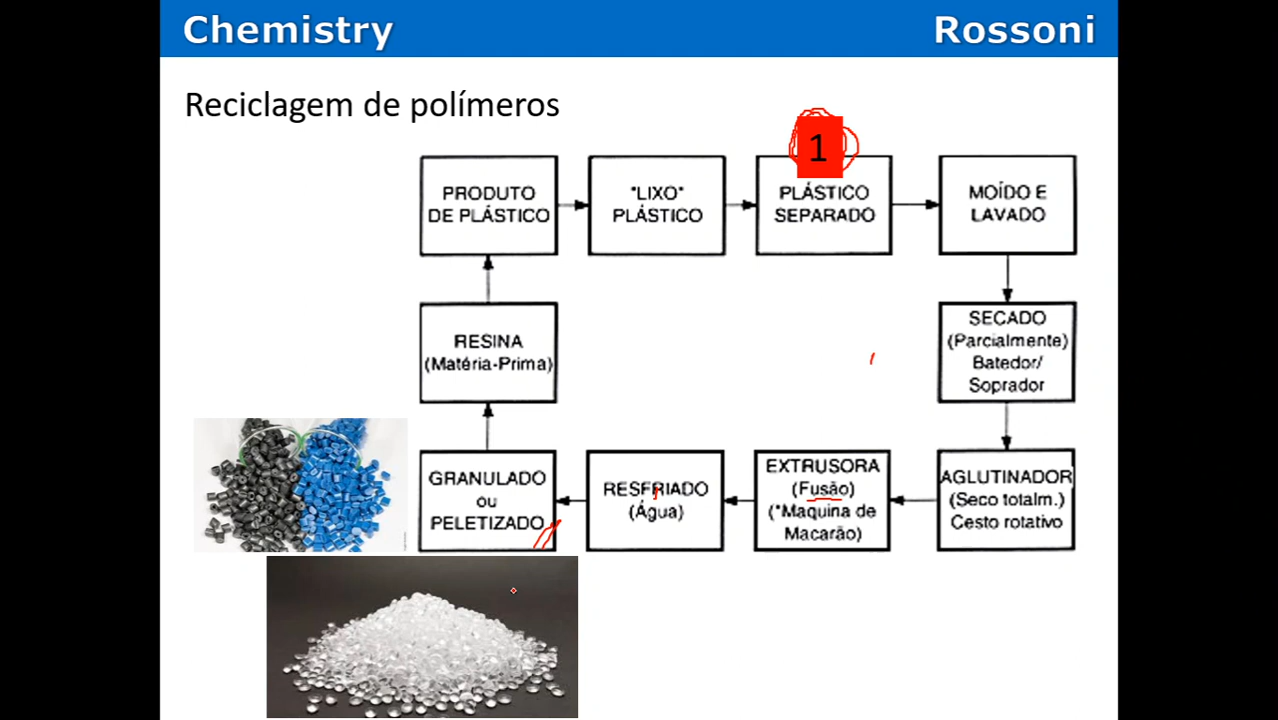 Chemistry
Rossoni
Reciclagem de polímeros
1
PRODUTO
DE PLÁSTICO
"LIXO"
PLÁSTICO
PLÁSTICO
SEPARADO
MOÍDO E
LAVADO
SECADO
(Parcialmente)
Batedor/
Soprador
AGLUTINADOR
(Seco totalm.)
Cesto rotativo
EXTRUSORA
(Fusão)
(*Maquina de
Macarão)
RESFRIADO
(Água)
GRANULADO
ou
PELETIZADO
RESINA
(Matéria-Prima)